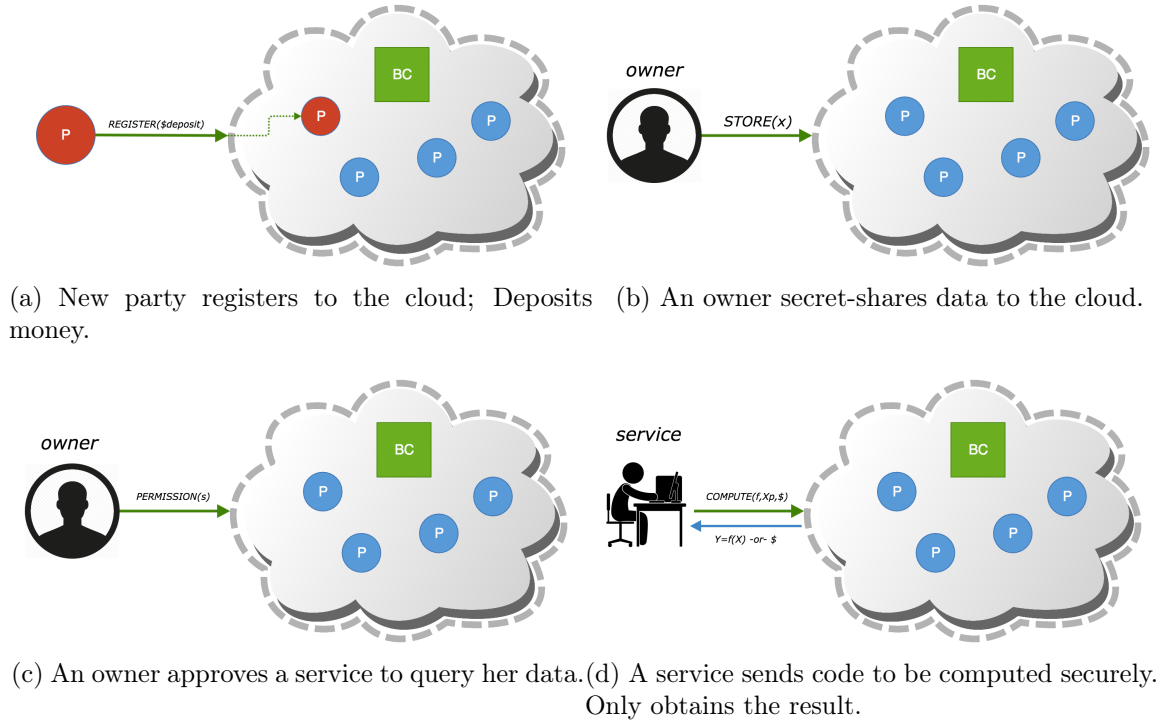 BC
P
REGISTER($deposit)
P
P
P
P
(a) New party registers to the cloud; Deposits
money.
owner
STORE(x)
BC
P
P
P
P
(b) An owner secret-shares data to the cloud.
owner
PERMISSION(s)
BC
P
P
P
P
(c) An owner approves a service to query her data.
service
COMPUTE(f,Xp,$)
Y=f(X) -or- $
BC
P
P
P
P
(d) A service sends code to be computed securely.
Only obtains the result.